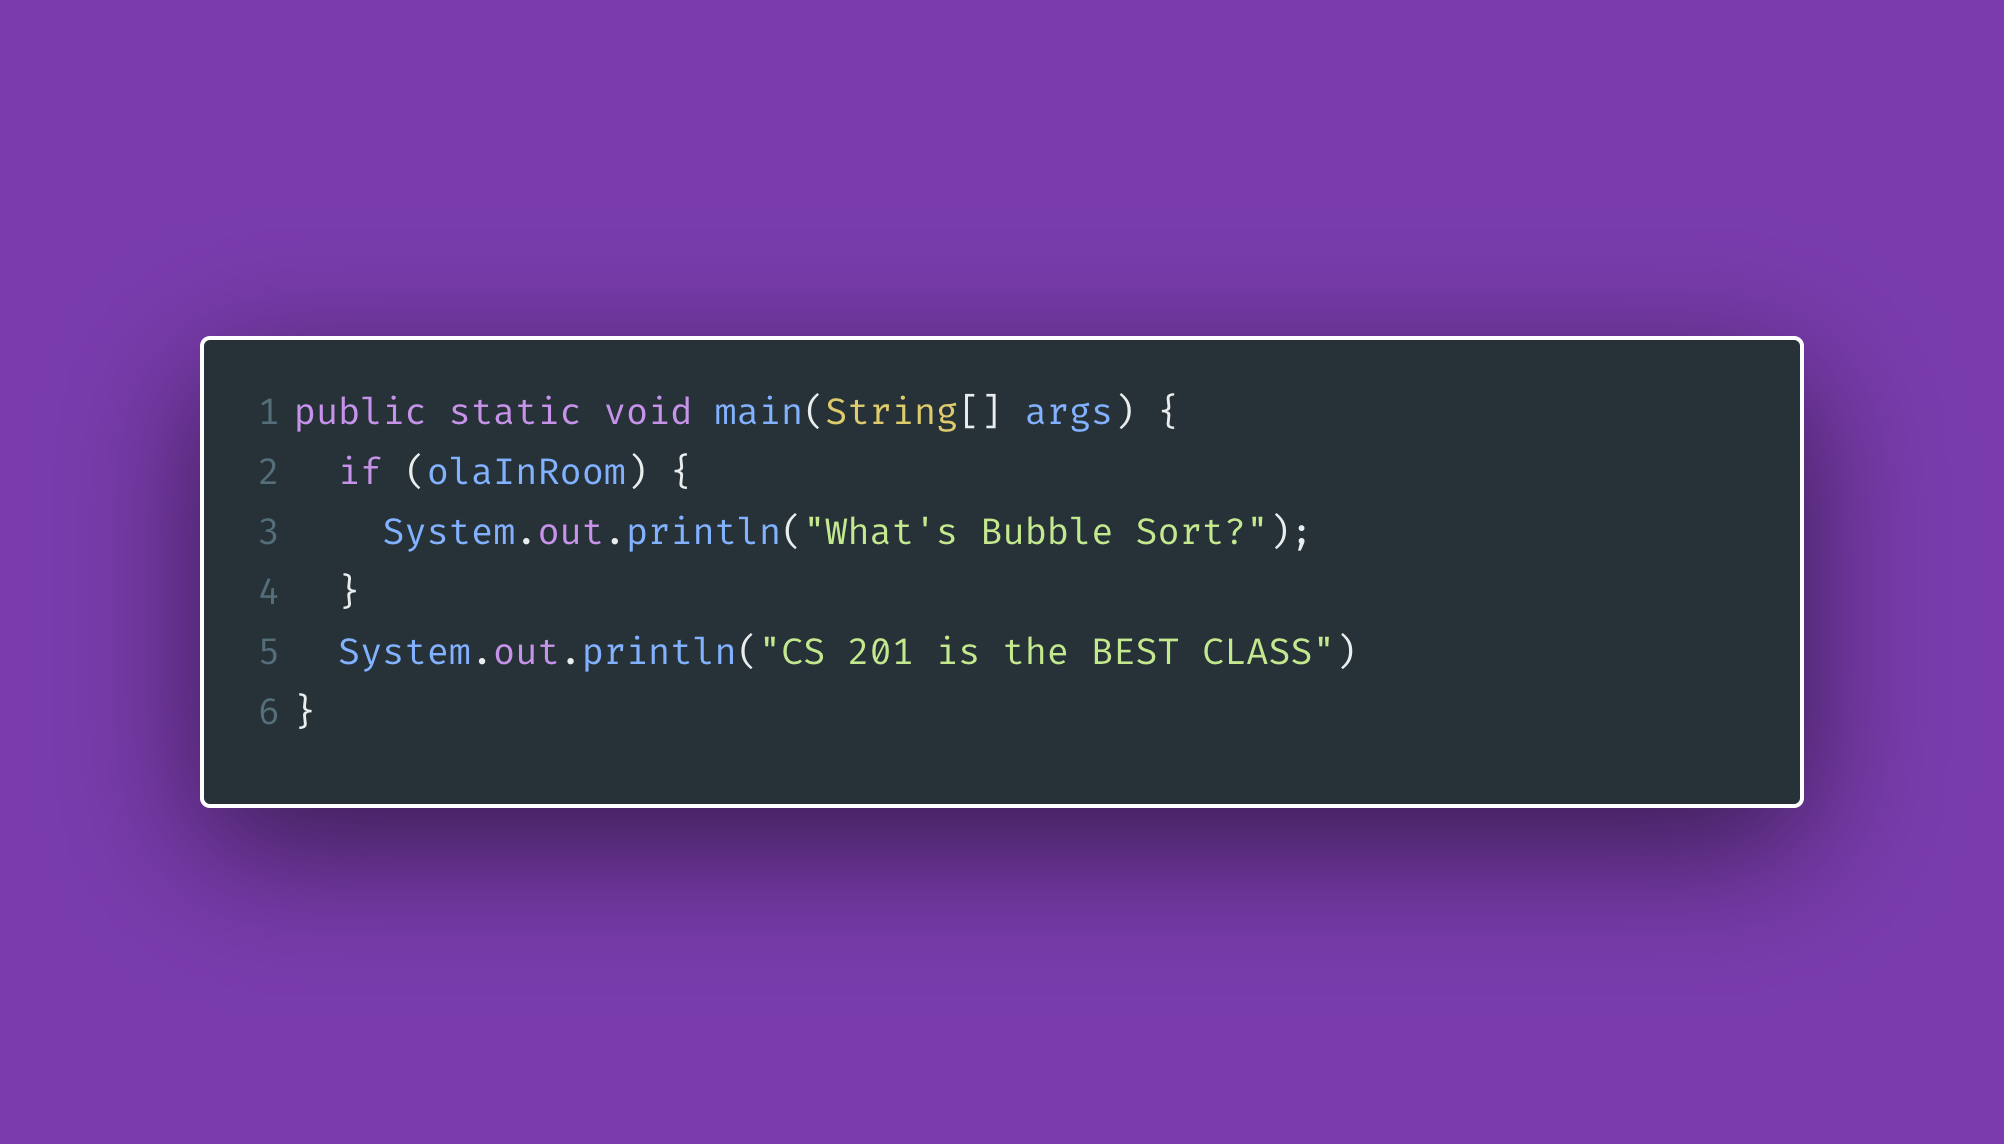 1 public static void main(String[] args) {
2   if (olaInRoom) {
3     System.out.println("What's Bubble Sort?");
4   }
5   System.out.println("CS 201 is the BEST CLASS")
6 }